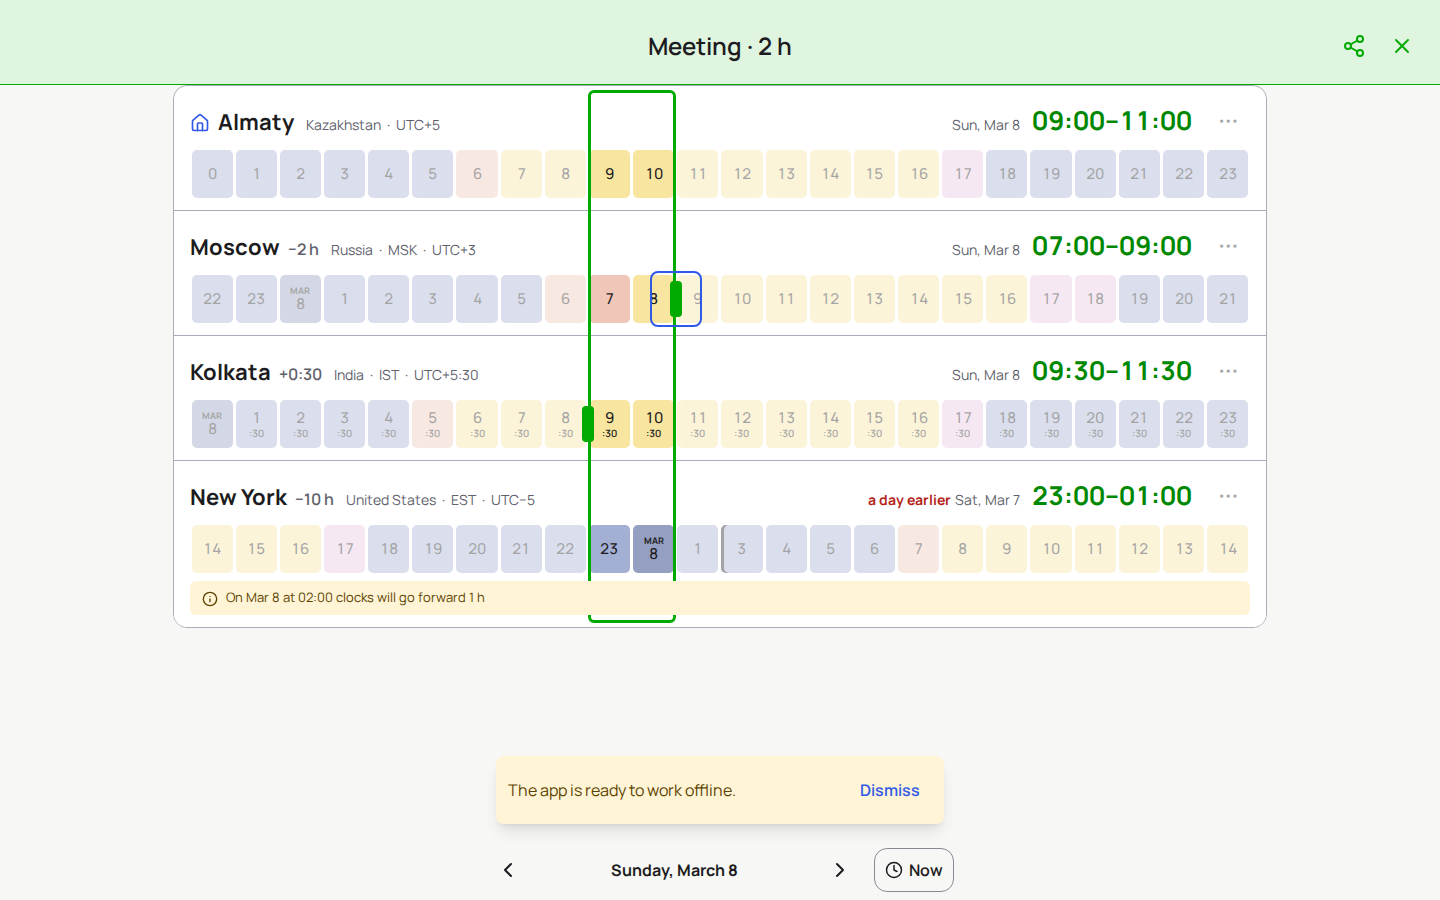 Meeting · 2 h
Almaty Kazakhstan · UTC+5 Sun, Mar 8 09:00–11:00
0 1 2 3 4 5 6 7 8 9 10 11 12 13 14 15 16 17 18 19 20 21 22 23
Moscow −2 h Russia · MSK · UTC+3 Sun, Mar 8 07:00–09:00
22 23 MAR 8 1 2 3 4 5 6 7 8 9 10 11 12 13 14 15 16 17 18 19 20 21
Kolkata +0:30 India · IST · UTC+5:30 Sun, Mar 8 09:30–11:30
MAR 8 1:30 2:30 3:30 4:30 5:30 6:30 7:30 8:30 9:30 10:30 11:30 12:30 13:30 14:30 15:30 16:30 17:30 18:30 19:30 20:30 21:30 22:30 23:30
New York −10 h United States · EST · UTC−5 a day earlier Sat, Mar 7 23:00–01:00
14 15 16 17 18 19 20 21 22 23 MAR 8 1 3 4 5 6 7 8 9 10 11 12 13 14
On Mar 8 at 02:00 clocks will go forward 1 h
The app is ready to work offline. Dismiss
Sunday, March 8 Now